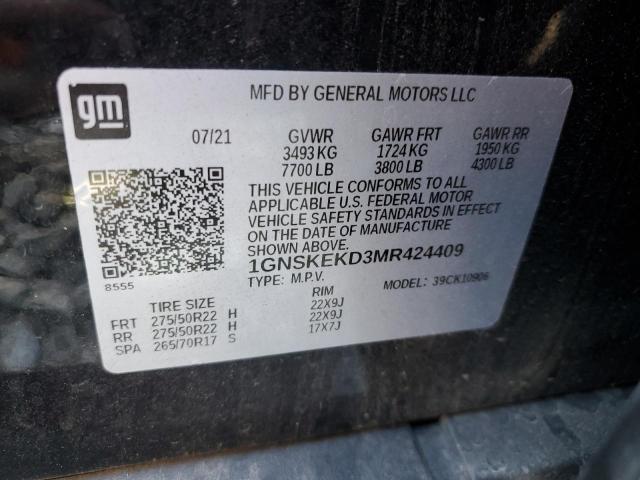 gm
MFD BY GENERAL MOTORS LLC
07/21 GVWR GAWR FRT GAWR RR
3493 KG 1724 KG 1950 KG
7700 LB 3800 LB 4300 LB
THIS VEHICLE CONFORMS TO ALL
APPLICABLE U.S. FEDERAL MOTOR
VEHICLE SAFETY STANDARDS IN EFFECT
ON THE DATE OF MANUFACTURE
SHOWN ABOVE.
1GNSKEKD3MR424409
8555 TYPE: M.P.V. 39CK10906
TIRE SIZE RIM
FRT 275/50R22 H 22X9J
RR 275/50R22 H 22X9J
SPA 265/70R17 S 17X7J